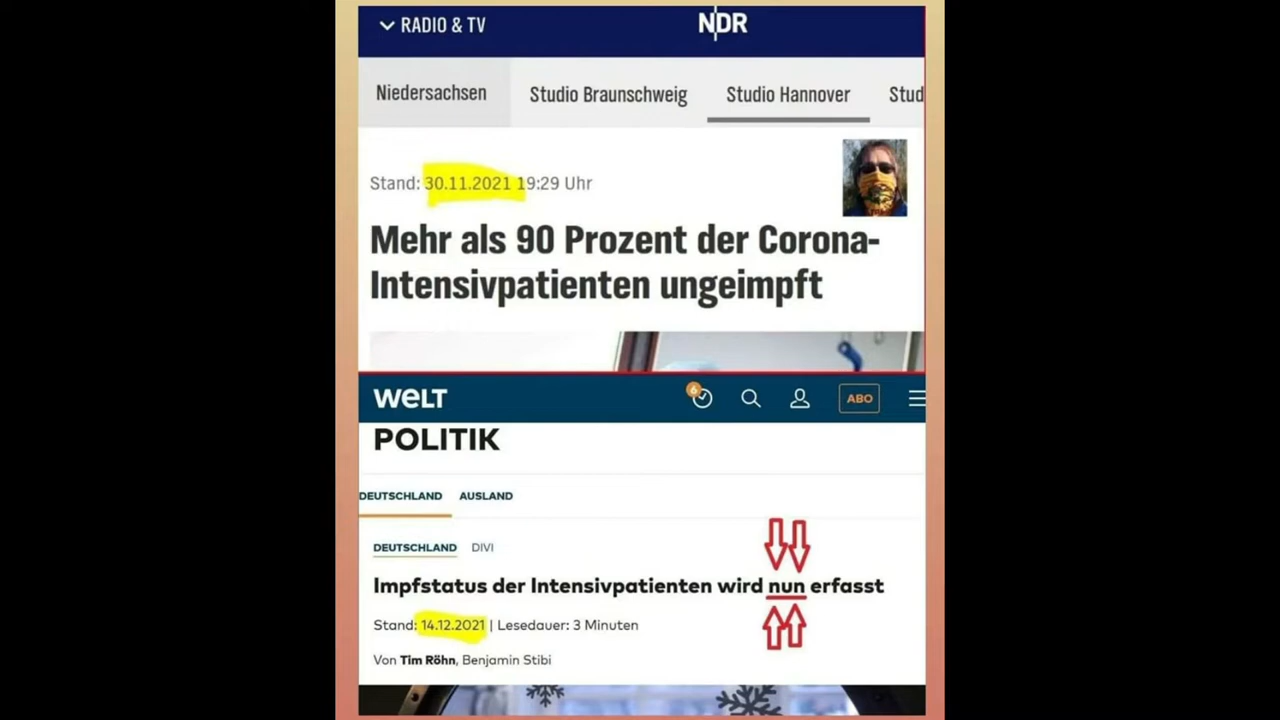 RADIO & TV
NDR
Niedersachsen
Studio Braunschweig
Studio Hannover
Stud
Stand: 30.11.2021 19:29 Uhr
Mehr als 90 Prozent der Corona-
Intensivpatienten ungeimpft
WELT
6
ABO
POLITIK
DEUTSCHLAND AUSLAND
DEUTSCHLAND DIVI
Impfstatus der Intensivpatienten wird nun erfasst
Stand: 14.12.2021 | Lesedauer: 3 Minuten
Von Tim Röhn, Benjamin Stibi